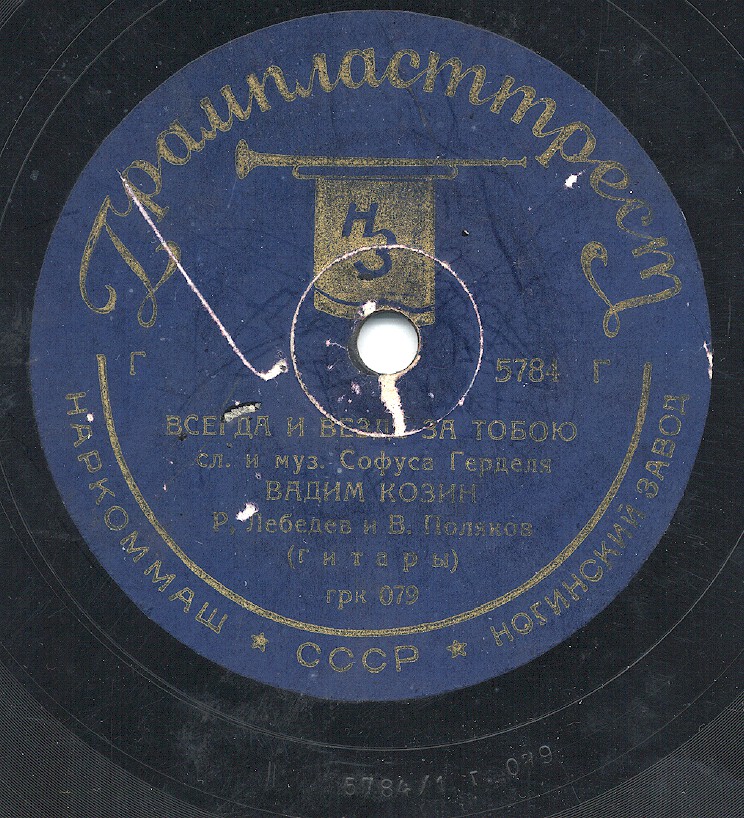 Грампласттрест
НЗ
Г 5784 Г
ВСЕГДА И ВЕЗДЕ ЗА ТОБОЮ
сл. и муз. Софуса Герделя
ВАДИМ КОЗИН
Р. Лебедев и В. Поляков
(гитары)
грк 079
НАРКОММАШ ★ СССР ★ НОГИНСКИЙ ЗАВОД
5784/1 Г 079